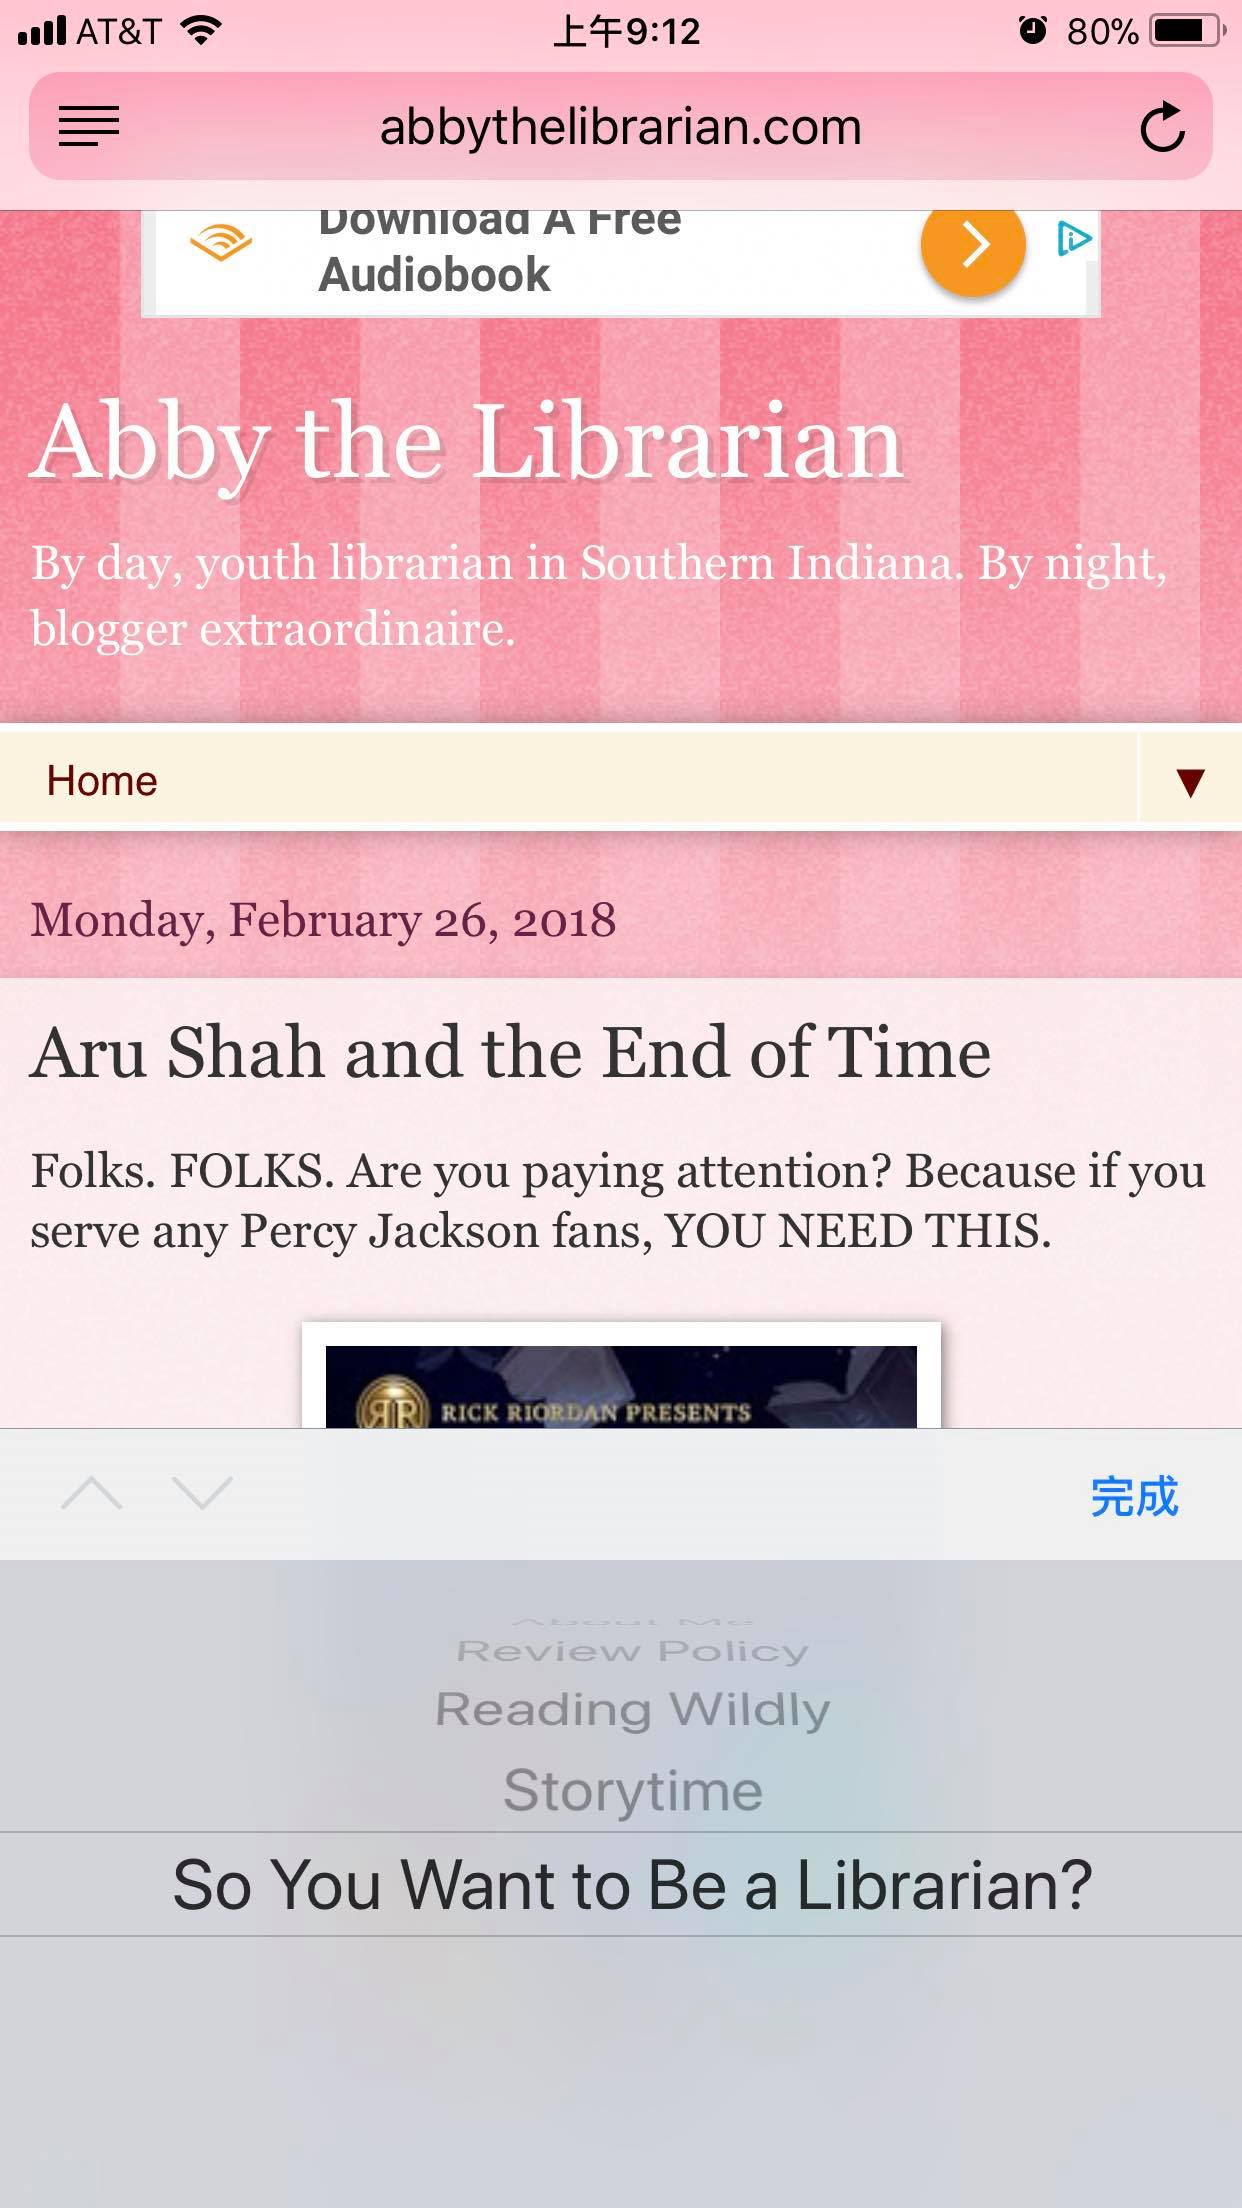 AT&T 上午9:12 80%
abbythelibrarian.com
Download A Free
Audiobook
Abby the Librarian
By day, youth librarian in Southern Indiana. By night,
blogger extraordinaire.
Home
Monday, February 26, 2018
Aru Shah and the End of Time
Folks. FOLKS. Are you paying attention? Because if you
serve any Percy Jackson fans, YOU NEED THIS.
RR RICK RIORDAN PRESENTS
完成
About Me
Review Policy
Reading Wildly
Storytime
So You Want to Be a Librarian?